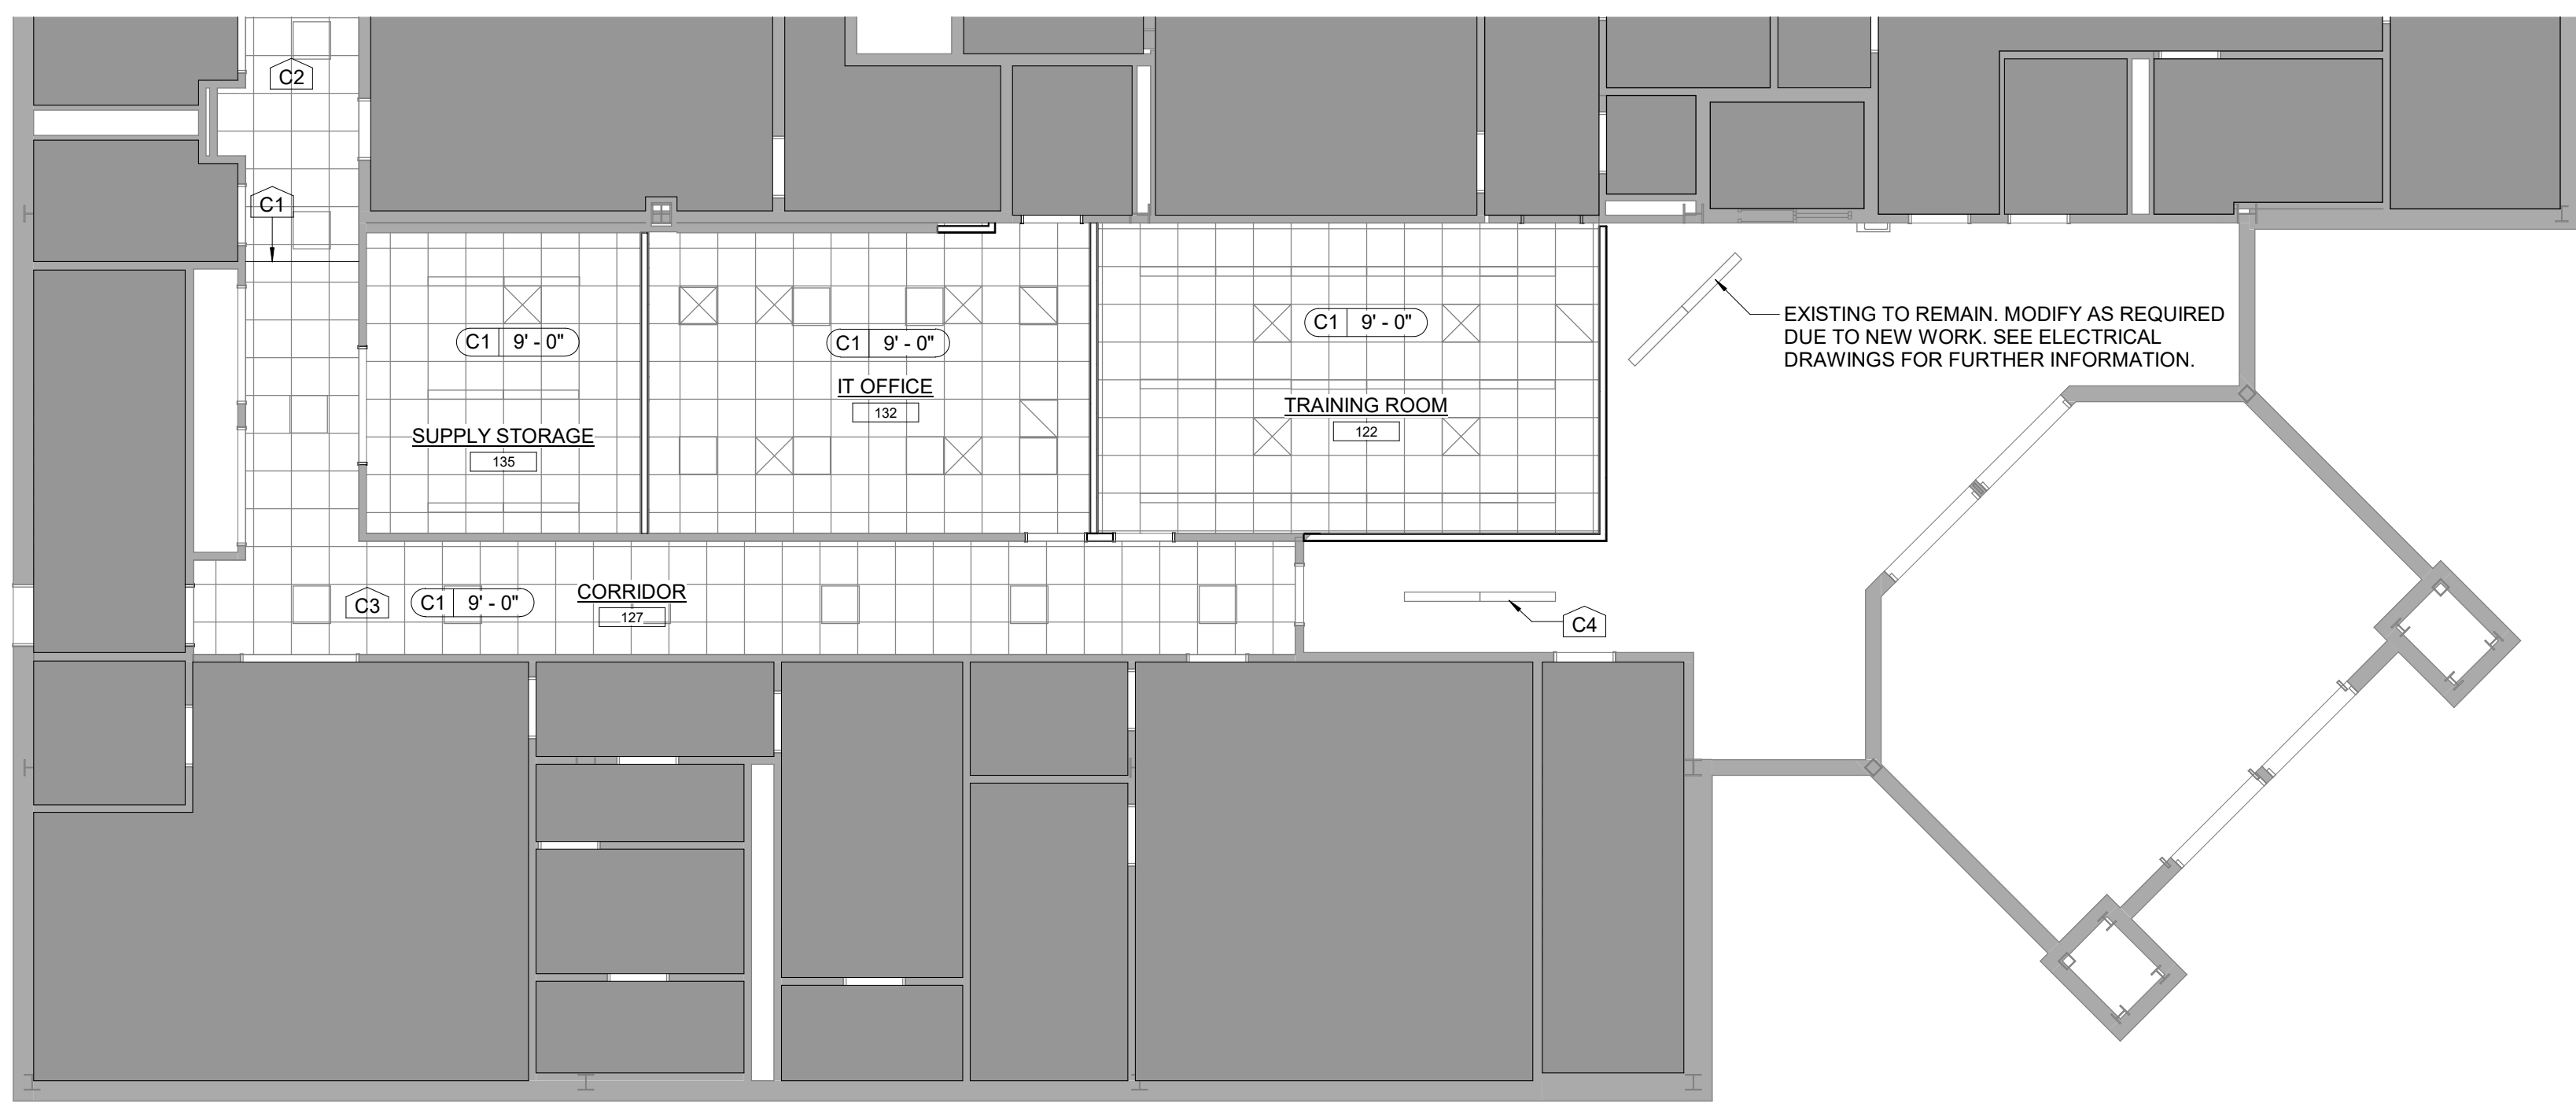 C2
C1
EXISTING TO REMAIN. MODIFY AS REQUIRED
DUE TO NEW WORK. SEE ELECTRICAL
DRAWINGS FOR FURTHER INFORMATION.
C1 9' - 0"
SUPPLY STORAGE
135
C1 9' - 0"
IT OFFICE
132
C1 9' - 0"
TRAINING ROOM
122
C3
C1 9' - 0"
CORRIDOR
127
C4